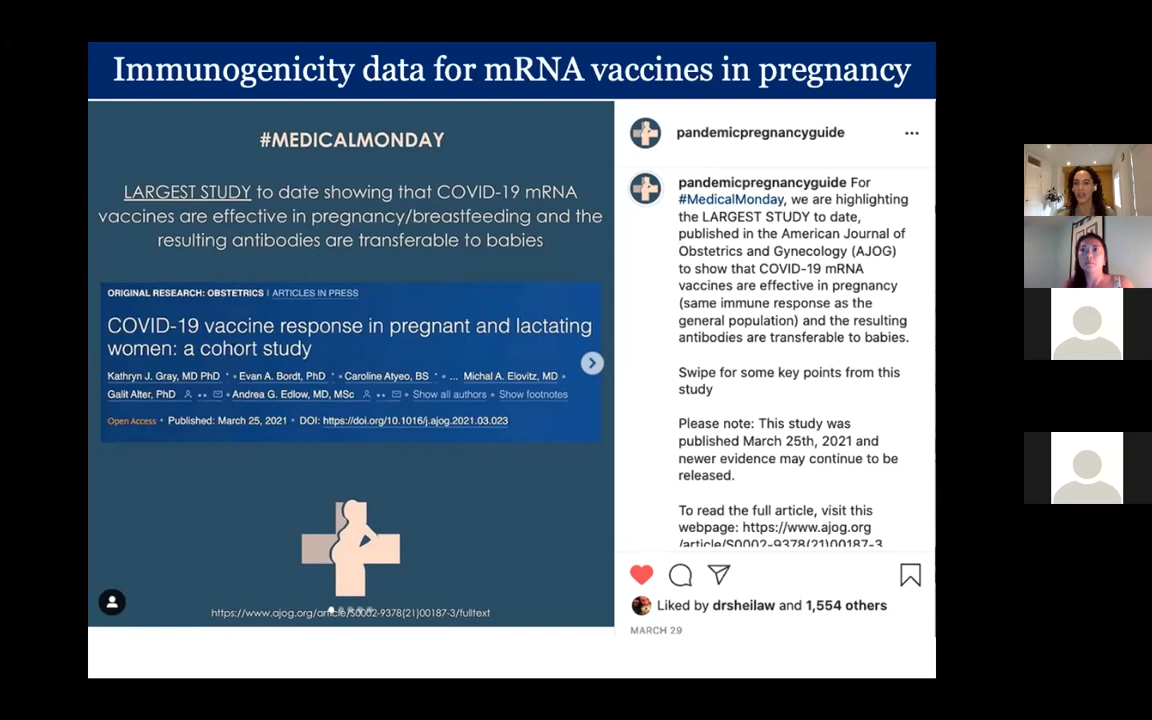 Immunogenicity data for mRNA vaccines in pregnancy
#MEDICALMONDAY
LARGEST STUDY to date showing that COVID-19 mRNA
vaccines are effective in pregnancy/breastfeeding and the
resulting antibodies are transferable to babies
ORIGINAL RESEARCH: OBSTETRICS | ARTICLES IN PRESS
COVID-19 vaccine response in pregnant and lactating
women: a cohort study
Kathryn J. Gray, MD PhD • Evan A. Bordt, PhD • Caroline Atyeo, BS • ... Michal A. Elovitz, MD •
Galit Alter, PhD • Andrea G. Edlow, MD, MSc • Show all authors • Show footnotes
Open Access • Published: March 25, 2021 • DOI: https://doi.org/10.1016/j.ajog.2021.03.023
https://www.ajog.org/article/S0002-9378(21)00187-3/fulltext
pandemicpregnancyguide
pandemicpregnancyguide For
#MedicalMonday, we are highlighting
the LARGEST STUDY to date,
published in the American Journal of
Obstetrics and Gynecology (AJOG)
to show that COVID-19 mRNA
vaccines are effective in pregnancy
(same immune response as the
general population) and the resulting
antibodies are transferable to babies.
Swipe for some key points from this
study
Please note: This study was
published March 25th, 2021 and
newer evidence may continue to be
released.
To read the full article, visit this
webpage: https://www.ajog.org
/article/S0002-9378(21)00187-3
Liked by drsheilaw and 1,554 others
MARCH 29